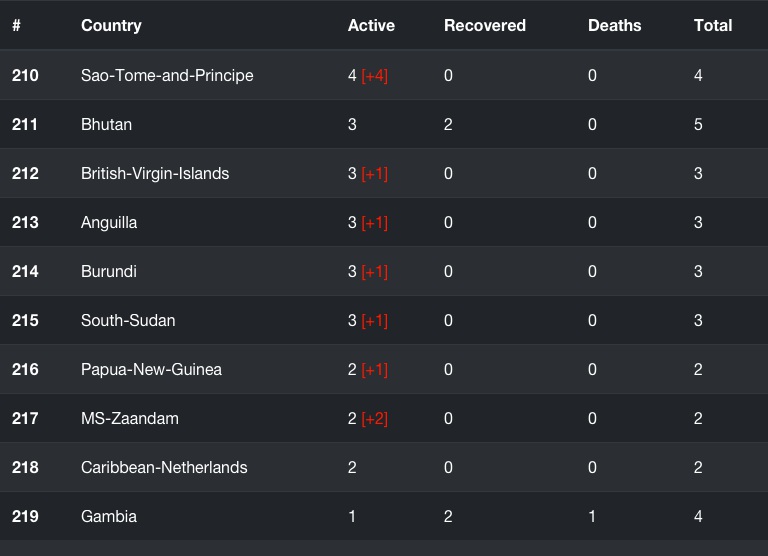 # Country Active Recovered Deaths Total
210 Sao-Tome-and-Principe 4 [+4] 0 0 4
211 Bhutan 3 2 0 5
212 British-Virgin-Islands 3 [+1] 0 0 3
213 Anguilla 3 [+1] 0 0 3
214 Burundi 3 [+1] 0 0 3
215 South-Sudan 3 [+1] 0 0 3
216 Papua-New-Guinea 2 [+1] 0 0 2
217 MS-Zaandam 2 [+2] 0 0 2
218 Caribbean-Netherlands 2 0 0 2
219 Gambia 1 2 1 4